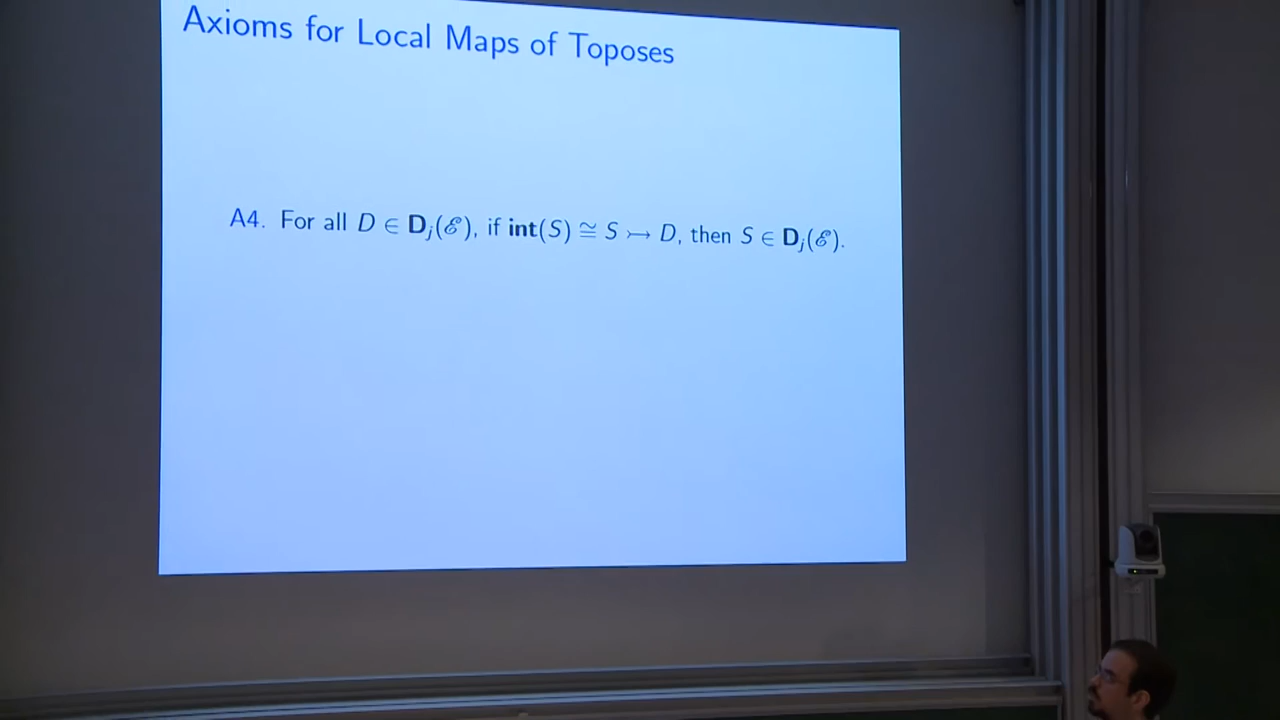 Axioms for Local Maps of Toposes
A4. For all D ∈ D_j(ℰ), if int(S) ≅ S ↣ D, then S ∈ D_j(ℰ).